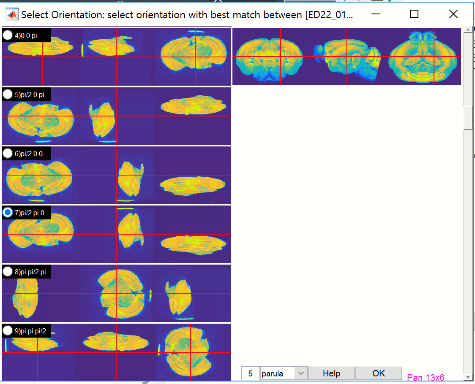 Select Orientation: select orientation with best match between [ED22_01...
4)0 0 pi
5)pi/2 0 pi
6)pi/2 0 0
7)pi/2 pi 0
8)pi pi/2 pi
9)pi pi pi/2
5 parula Help OK Pan 13x6